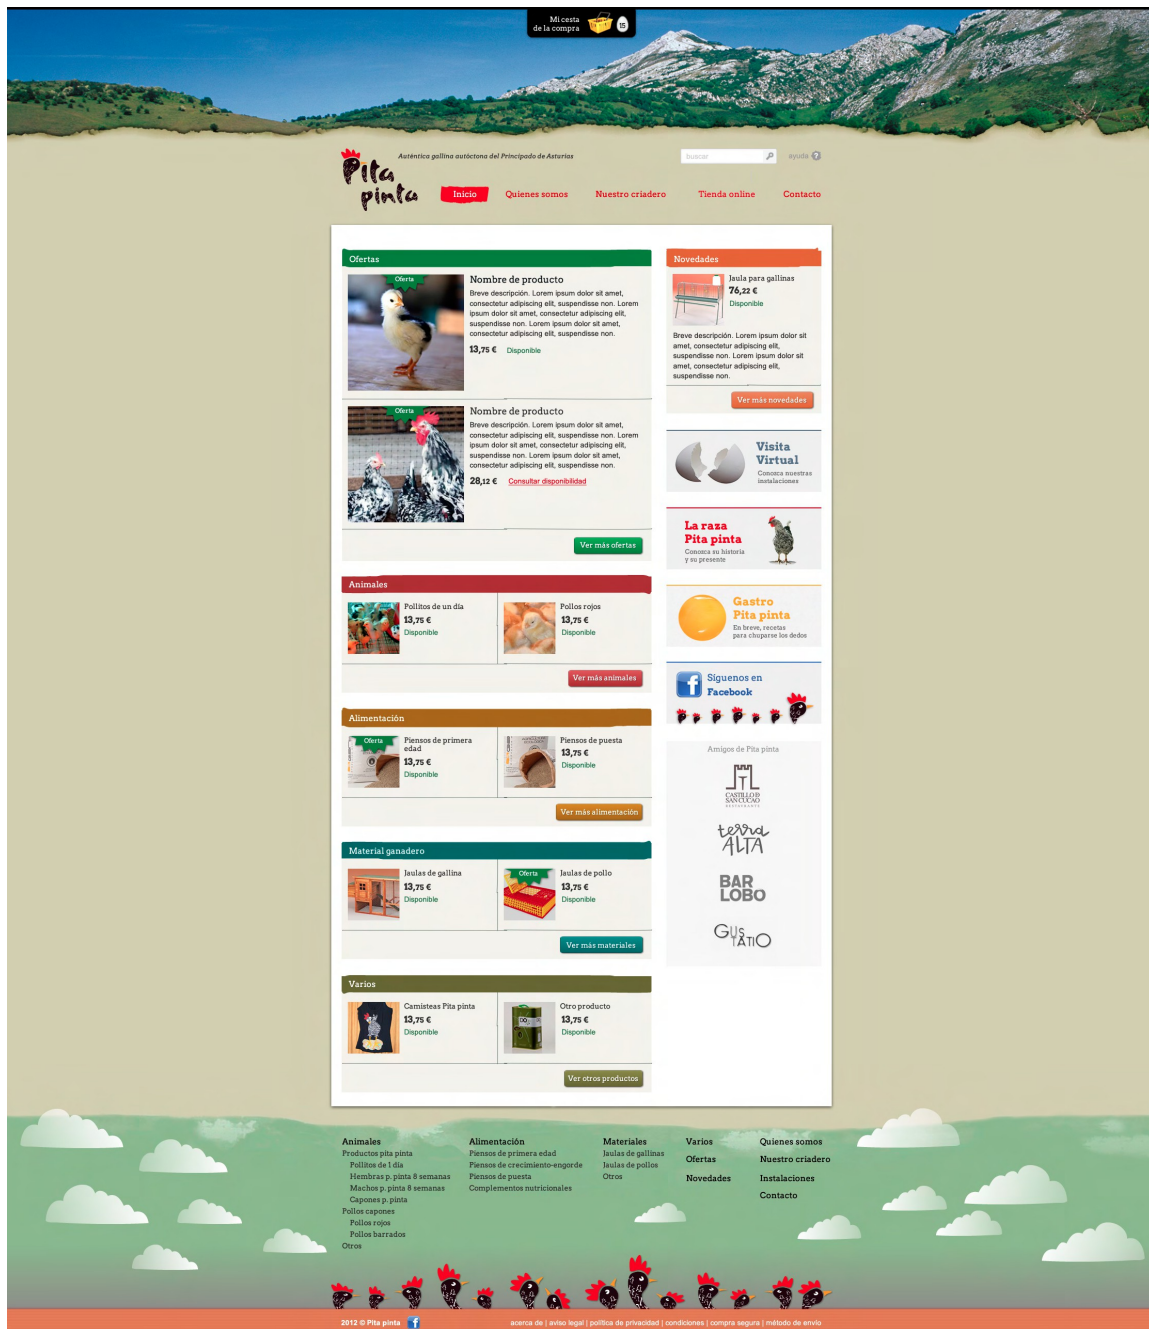 Mi cesta
de la compra
15
Pita
pinta
Auténtica gallina autóctona del Principado de Asturias
buscar
ayuda ?
Inicio
Quienes somos
Nuestro criadero
Tienda online
Contacto
Ofertas
Oferta
Nombre de producto
Breve descripción. Lorem ipsum dolor sit amet,
consectetur adipiscing elit, suspendisse non. Lorem
ipsum dolor sit amet, consectetur adipiscing elit,
suspendisse non. Lorem ipsum dolor sit amet,
consectetur adipiscing elit, suspendisse non.
13,75 €
Disponible
Oferta
Nombre de producto
Breve descripción. Lorem ipsum dolor sit amet,
consectetur adipiscing elit, suspendisse non. Lorem
ipsum dolor sit amet, consectetur adipiscing elit,
suspendisse non. Lorem ipsum dolor sit amet,
consectetur adipiscing elit, suspendisse non.
28,12 €
Consultar disponibilidad
Ver más ofertas
Animales
Pollitos de un día
13,75 €
Disponible
Pollos rojos
13,75 €
Disponible
Ver más animales
Alimentación
Oferta
Piensos de primera
edad
13,75 €
Disponible
Piensos de puesta
13,75 €
Disponible
Ver más alimentación
Material ganadero
Jaulas de gallina
13,75 €
Disponible
Oferta
Jaulas de pollo
13,75 €
Disponible
Ver más materiales
Varios
Camisteas Pita pinta
13,75 €
Disponible
Otro producto
13,75 €
Disponible
Ver otros productos
Novedades
Jaula para gallinas
76,22 €
Disponible
Breve descripción. Lorem ipsum dolor sit
amet, consectetur adipiscing elit,
suspendisse non. Lorem ipsum dolor sit
amet, consectetur adipiscing elit,
suspendisse non.
Ver más novedades
Visita
Virtual
Conozca nuestras
instalaciones
La raza
Pita pinta
Conozca su historia
y su presente
Gastro
Pita pinta
En breve, recetas
para chuparse los dedos
Síguenos en
Facebook
Amigos de Pita pinta
CASTILLO D
SAN CUCAO
RESTAURANTE
terra
ALTA
BAR
LOBO
GUSTATIO
Animales
Productos pita pinta
Pollitos de 1 día
Hembras p. pinta 8 semanas
Machos p. pinta 8 semanas
Capones p. pinta
Pollos capones
Pollos rojos
Pollos barrados
Otros
Alimentación
Piensos de primera edad
Piensos de crecimiento-engorde
Piensos de puesta
Complementos nutricionales
Materiales
Jaulas de gallinas
Jaulas de pollos
Otros
Varios
Ofertas
Novedades
Quienes somos
Nuestro criadero
Instalaciones
Contacto
2012 © Pita pinta
acerca de | aviso legal | política de privacidad | condiciones | compra segura | método de envío